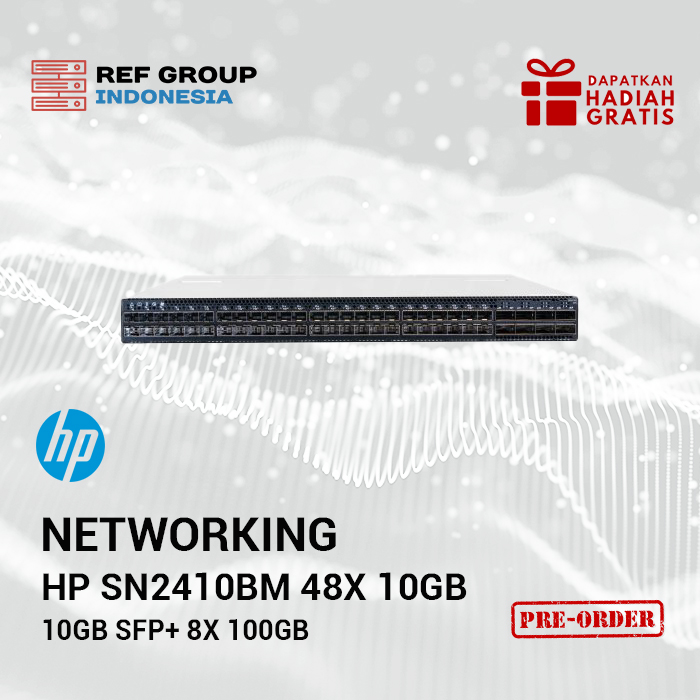 REF GROUP
INDONESIA
DAPATKAN
HADIAH
GRATIS
hp
NETWORKING
HP SN2410BM 48X 10GB
10GB SFP+ 8X 100GB
PRE-ORDER